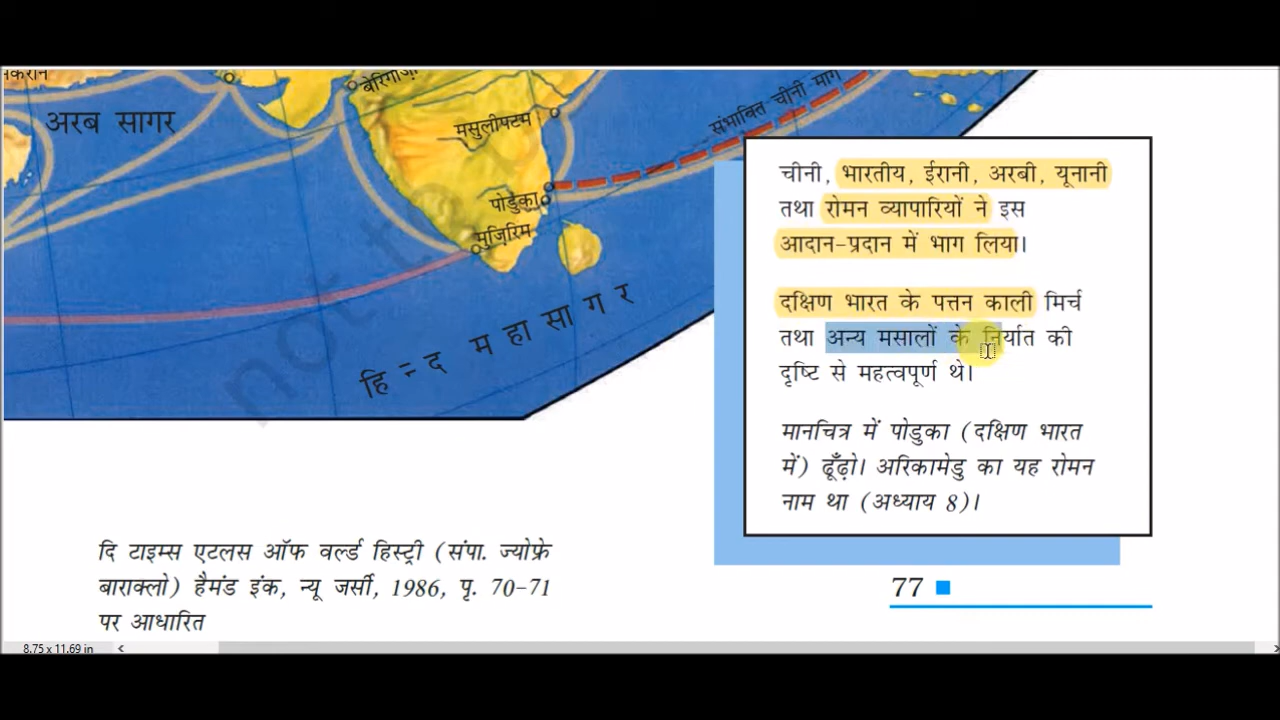 अरब सागर
बेरिगाज़ा
मसुलीपटम
संभावित चीनी मार्ग
पोडुका
मुज़िरिम
हिन्द महासागर
not to
चीनी, भारतीय, ईरानी, अरबी, यूनानी
तथा रोमन व्यापारियों ने इस
आदान-प्रदान में भाग लिया।
दक्षिण भारत के पत्तन काली मिर्च
तथा अन्य मसालों के निर्यात की
दृष्टि से महत्वपूर्ण थे।
मानचित्र में पोडुका (दक्षिण भारत
में) ढूँढ़ो। अरिकामेडु का यह रोमन
नाम था (अध्याय 8)।
दि टाइम्स एटलस ऑफ वर्ल्ड हिस्ट्री (संपा. ज्योफ्रे
बाराक्लो) हैमंड इंक, न्यू जर्सी, 1986, पृ. 70-71
पर आधारित
77
8.75 x 11.69 in